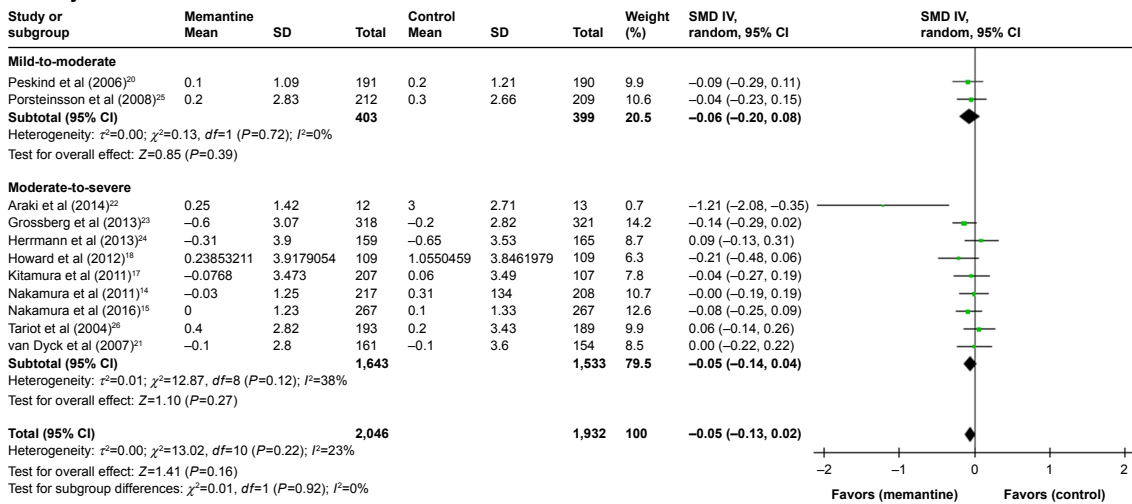 Study or Memantine Control Weight SMD IV, SMD IV,
subgroup Mean SD Total Mean SD Total (%) random, 95% CI random, 95% CI
Mild-to-moderate
Peskind et al (2006)²⁰ 0.1 1.09 191 0.2 1.21 190 9.9 –0.09 (–0.29, 0.11)
Porsteinsson et al (2008)²⁵ 0.2 2.83 212 0.3 2.66 209 10.6 –0.04 (–0.23, 0.15)
Subtotal (95% CI) 403 399 20.5 –0.06 (–0.20, 0.08)
Heterogeneity: τ²=0.00; χ²=0.13, df=1 (P=0.72); I²=0%
Test for overall effect: Z=0.85 (P=0.39)
Moderate-to-severe
Araki et al (2014)²² 0.25 1.42 12 3 2.71 13 0.7 –1.21 (–2.08, –0.35)
Grossberg et al (2013)²³ –0.6 3.07 318 –0.2 2.82 321 14.2 –0.14 (–0.29, 0.02)
Herrmann et al (2013)²⁴ –0.31 3.9 159 –0.65 3.53 165 8.7 0.09 (–0.13, 0.31)
Howard et al (2012)¹⁸ 0.23853211 3.9179054 109 1.0550459 3.8461979 109 6.3 –0.21 (–0.48, 0.06)
Kitamura et al (2011)¹⁷ –0.0768 3.473 207 0.06 3.49 107 7.8 –0.04 (–0.27, 0.19)
Nakamura et al (2011)¹⁴ –0.03 1.25 217 0.31 134 208 10.7 –0.00 (–0.19, 0.19)
Nakamura et al (2016)¹⁵ 0 1.23 267 0.1 1.33 267 12.6 –0.08 (–0.25, 0.09)
Tariot et al (2004)²⁶ 0.4 2.82 193 0.2 3.43 189 9.9 0.06 (–0.14, 0.26)
van Dyck et al (2007)²¹ –0.1 2.8 161 –0.1 3.6 154 8.5 0.00 (–0.22, 0.22)
Subtotal (95% CI) 1,643 1,533 79.5 –0.05 (–0.14, 0.04)
Heterogeneity: τ²=0.01; χ²=12.87, df=8 (P=0.12); I²=38%
Test for overall effect: Z=1.10 (P=0.27)
Total (95% CI) 2,046 1,932 100 –0.05 (–0.13, 0.02)
Heterogeneity: τ²=0.00; χ²=13.02, df=10 (P=0.22); I²=23%
Test for overall effect: Z=1.41 (P=0.16)
Test for subgroup differences: χ²=0.01, df=1 (P=0.92); I²=0%
–2 –1 0 1 2
Favors (memantine) Favors (control)